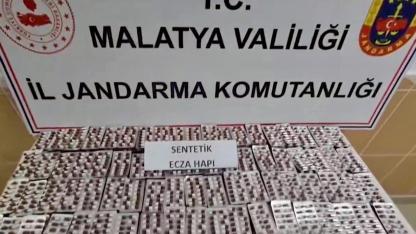 T.C.
MALATYA VALİLİĞİ
İL JANDARMA KOMUTANLIĞI
SENTETİK
ECZA HAPI